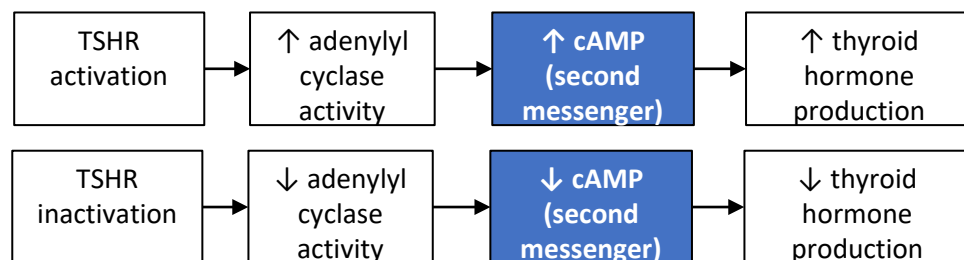 TSHR
activation
↑ adenylyl
cyclase
activity
↑ cAMP
(second
messenger)
↑ thyroid
hormone
production
TSHR
inactivation
↓ adenylyl
cyclase
activity
↓ cAMP
(second
messenger)
↓ thyroid
hormone
production